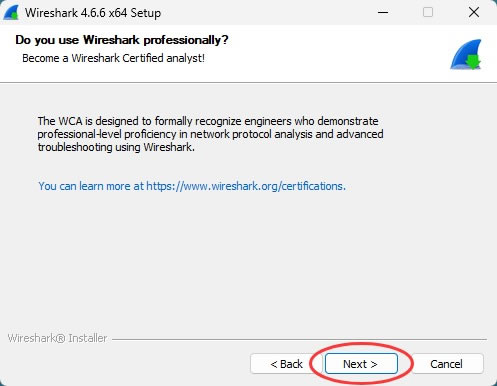 Wireshark 4.6.6 x64 Setup
Do you use Wireshark professionally?
Become a Wireshark Certified analyst!
The WCA is designed to formally recognize engineers who demonstrate
professional-level proficiency in network protocol analysis and advanced
troubleshooting using Wireshark.
You can learn more at https://www.wireshark.org/certifications.
Wireshark® Installer
< Back
Next >
Cancel